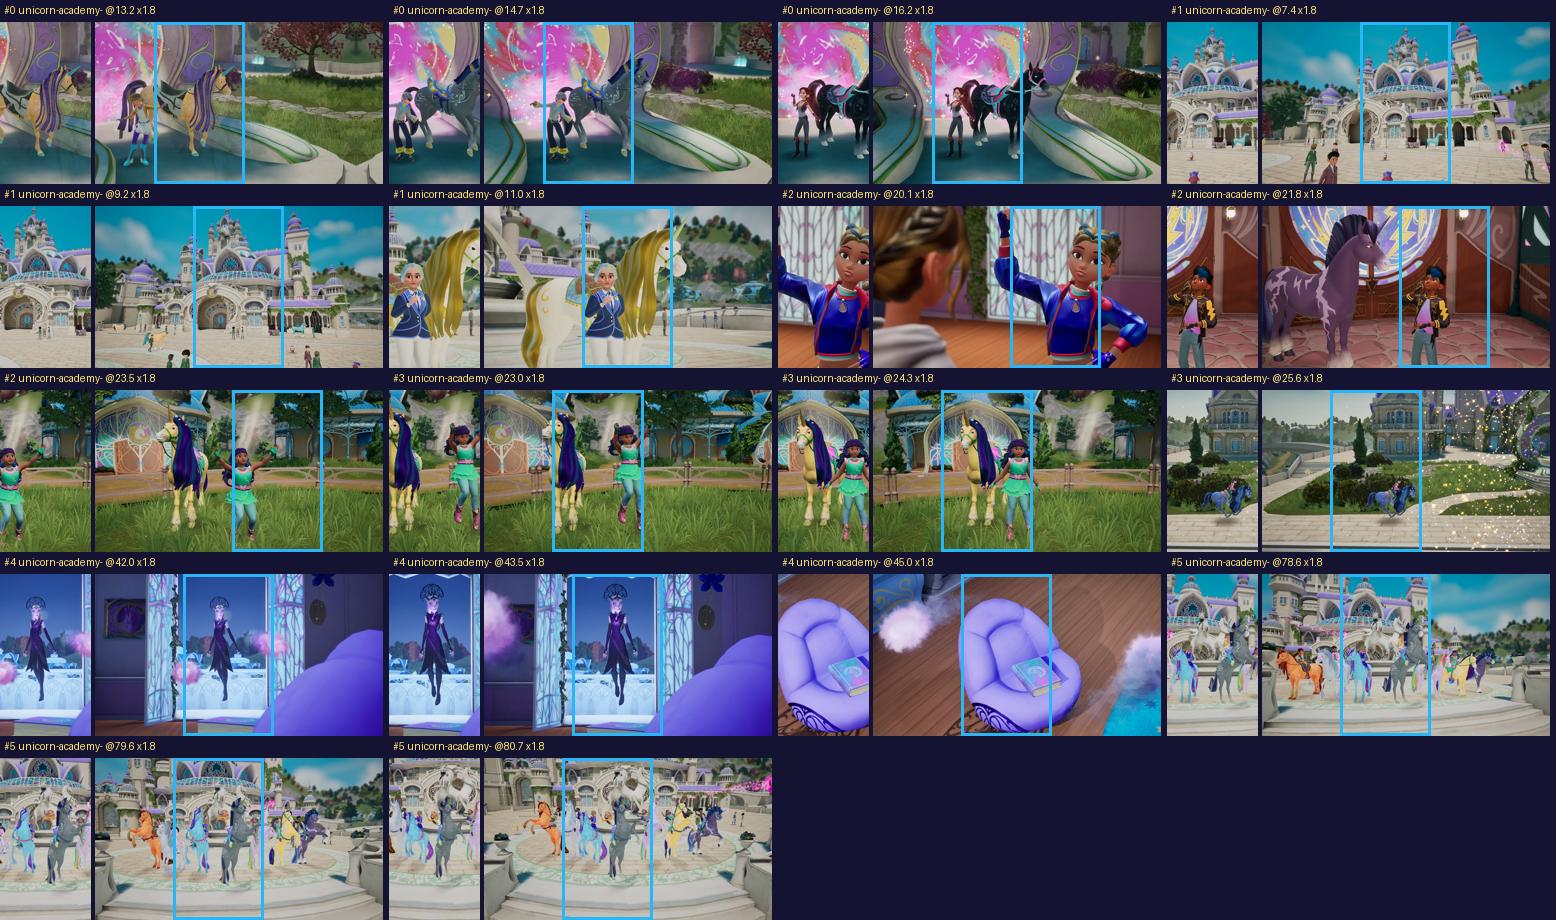 #0 unicorn-academy- @13.2 x1.8
#0 unicorn-academy- @14.7 x1.8
#0 unicorn-academy- @16.2 x1.8
#1 unicorn-academy- @7.4 x1.8
#1 unicorn-academy- @9.2 x1.8
#1 unicorn-academy- @11.0 x1.8
#2 unicorn-academy- @20.1 x1.8
#2 unicorn-academy- @21.8 x1.8
#2 unicorn-academy- @23.5 x1.8
#3 unicorn-academy- @23.0 x1.8
#3 unicorn-academy- @24.3 x1.8
#3 unicorn-academy- @25.6 x1.8
#4 unicorn-academy- @42.0 x1.8
#4 unicorn-academy- @43.5 x1.8
#4 unicorn-academy- @45.0 x1.8
#5 unicorn-academy- @78.6 x1.8
#5 unicorn-academy- @79.6 x1.8
#5 unicorn-academy- @80.7 x1.8